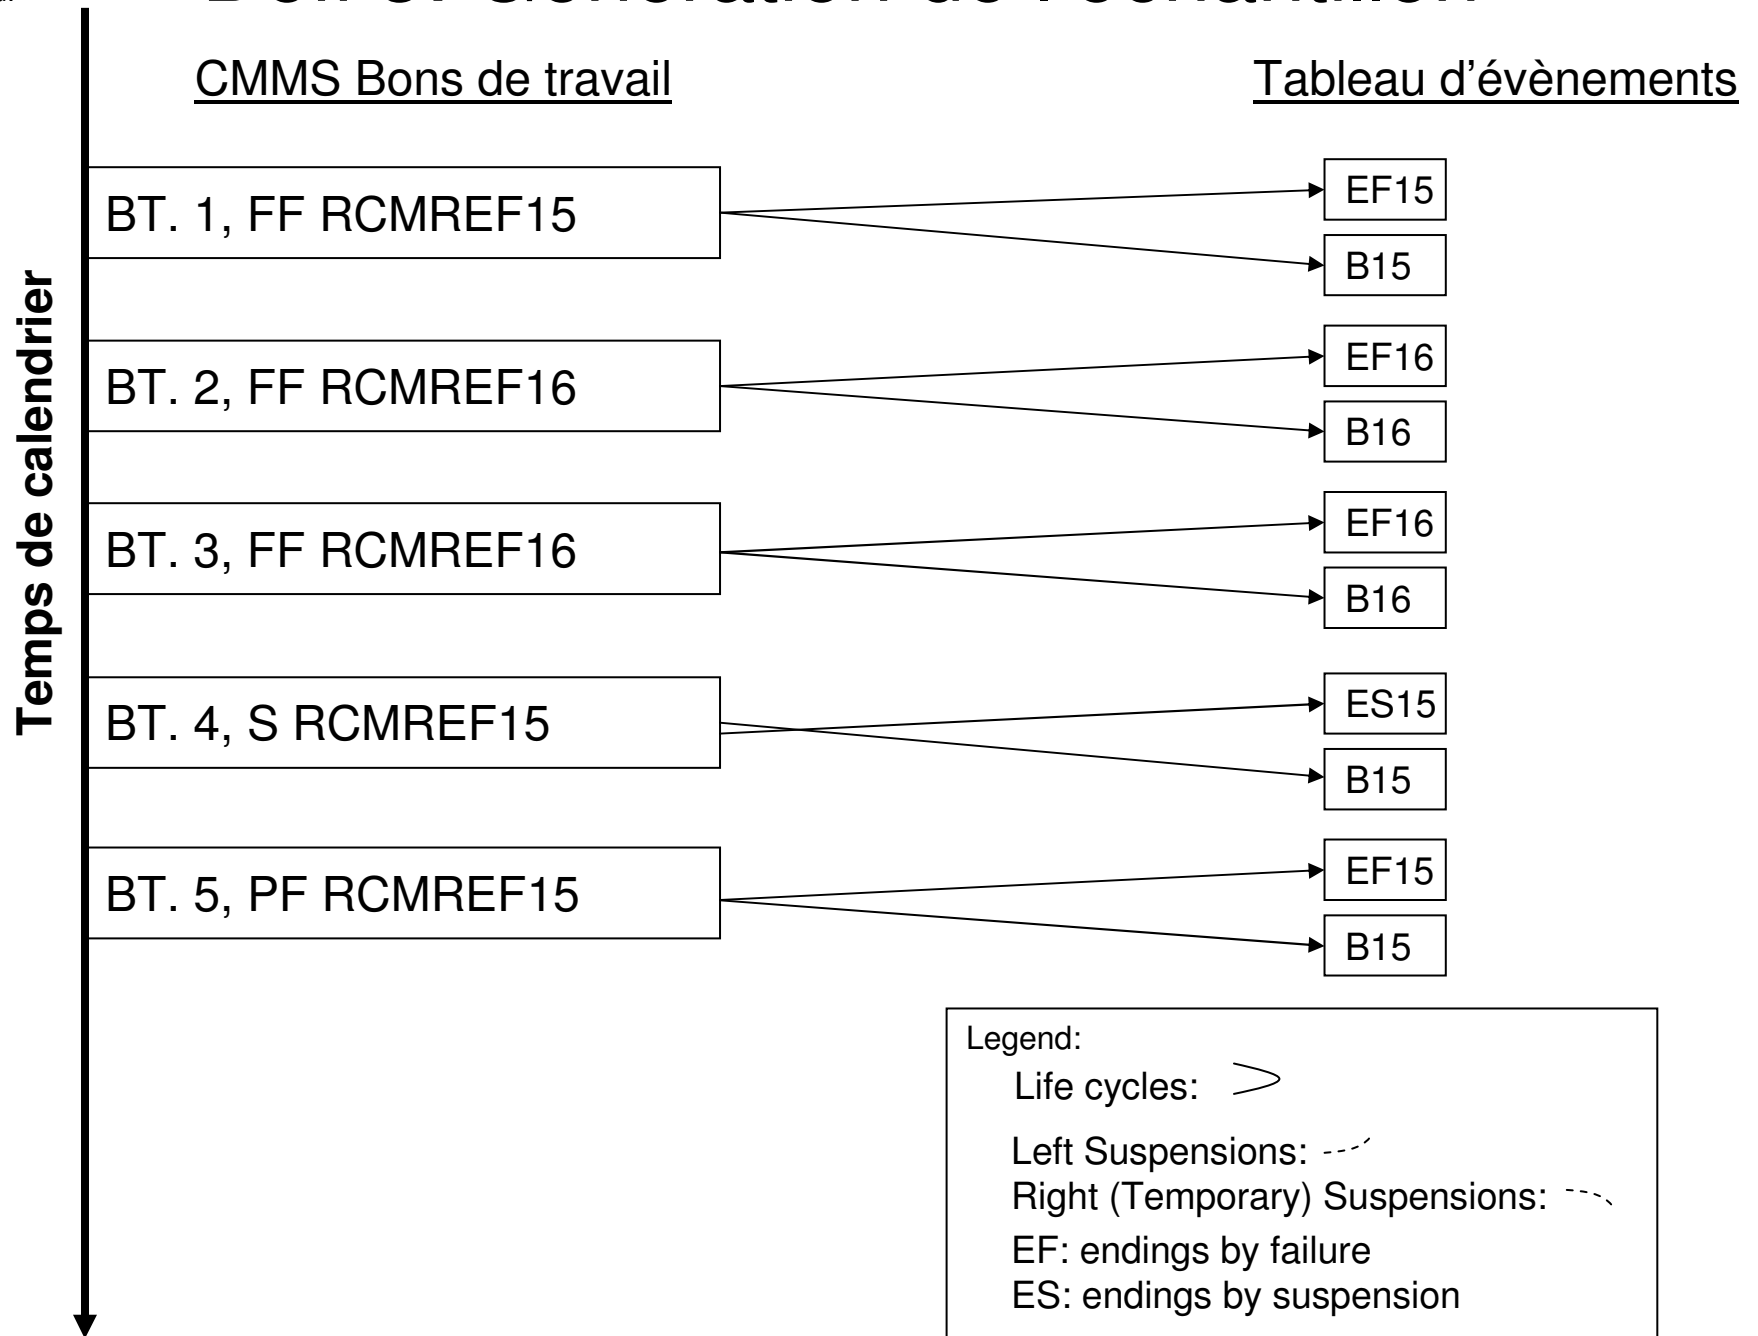 CMMS Bons de travail
Tableau d'évènements
Temps de calendrier
BT. 1, FF RCMREF15
EF15
B15
BT. 2, FF RCMREF16
EF16
B16
BT. 3, FF RCMREF16
EF16
B16
BT. 4, S RCMREF15
ES15
B15
BT. 5, PF RCMREF15
EF15
B15
Legend:
Life cycles:
Left Suspensions:
Right (Temporary) Suspensions:
EF: endings by failure
ES: endings by suspension